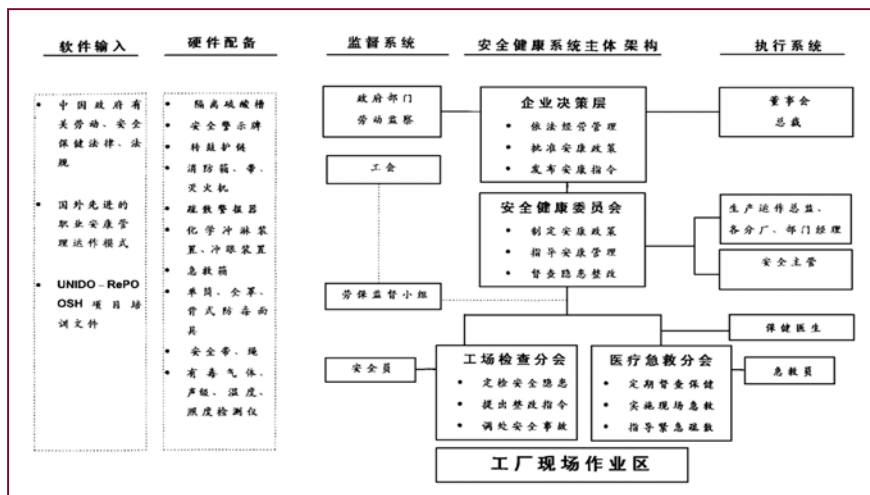 软件输入
• 中国政府有
关劳动、安全
保健法律、法
规
• 国外先进的
职业安康管
理运作模式
• UNIDO – RePO
OSH 项目培
训文件
硬件配备
• 隔离硫酸槽
• 安全警示牌
• 转鼓护链
• 消防箱、带、
灭火机
• 疏散警报器
• 化学冲淋装
置、冲眼装置
• 急救箱
• 单筒、全罩、
背式防毒面
具
• 安全带、绳
• 有毒气体、
声级、温度、
照度检测仪
监督系统
政府部门
劳动监察
工会
劳保监督小组
安全员
安全健康系统主体架构
企业决策层
• 依法经营管理
• 批准安康政策
• 发布安康指令
安全健康委员会
• 制定安康政策
• 指导安康管理
• 督查隐患整改
工场检查分会
• 定检安全隐患
• 提出整改指令
• 调处安全事故
医疗急救分会
• 定期督查保健
• 实施现场急救
• 指导紧急疏散
工厂现场作业区
执行系统
董事会
总裁
生产运作总监、
各分厂、部门经理
安全主管
保健医生
急救员